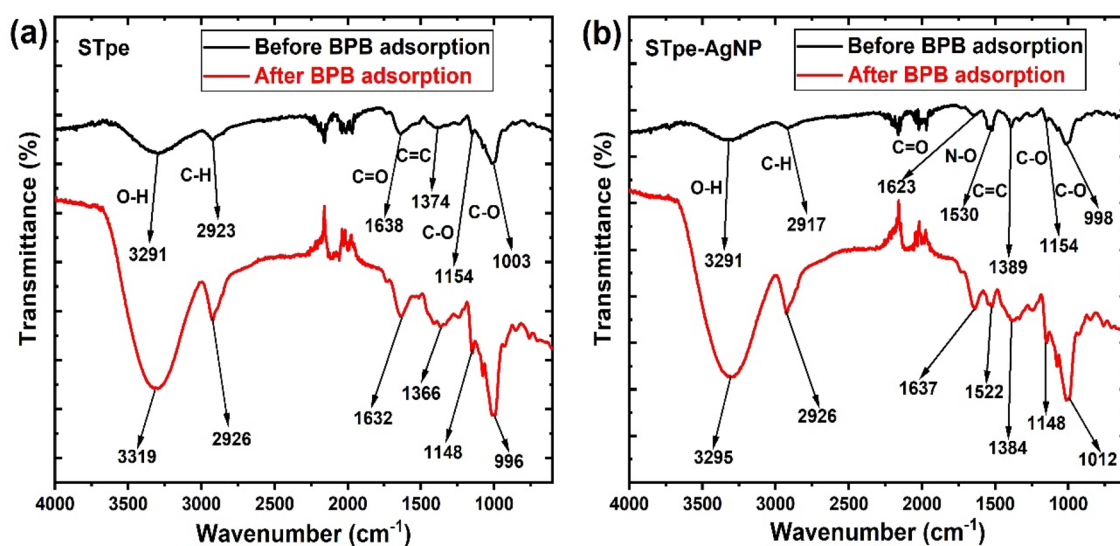 (a)
STpe
Before BPB adsorption
After BPB adsorption
O-H
C-H
C=O
C=C
C-O
C-O
3291
2923
1638
1374
1154
1003
3319
2926
1632
1366
1148
996
4000 3500 3000 2500 2000 1500 1000
Wavenumber (cm⁻¹)
Transmittance (%)
(b)
STpe-AgNP
Before BPB adsorption
After BPB adsorption
O-H
C-H
C=O
N-O
C=C
C-O
C-O
3291
2917
1623
1530
1389
1154
998
3295
2926
1637
1522
1384
1148
1012
4000 3500 3000 2500 2000 1500 1000
Wavenumber (cm⁻¹)
Transmittance (%)